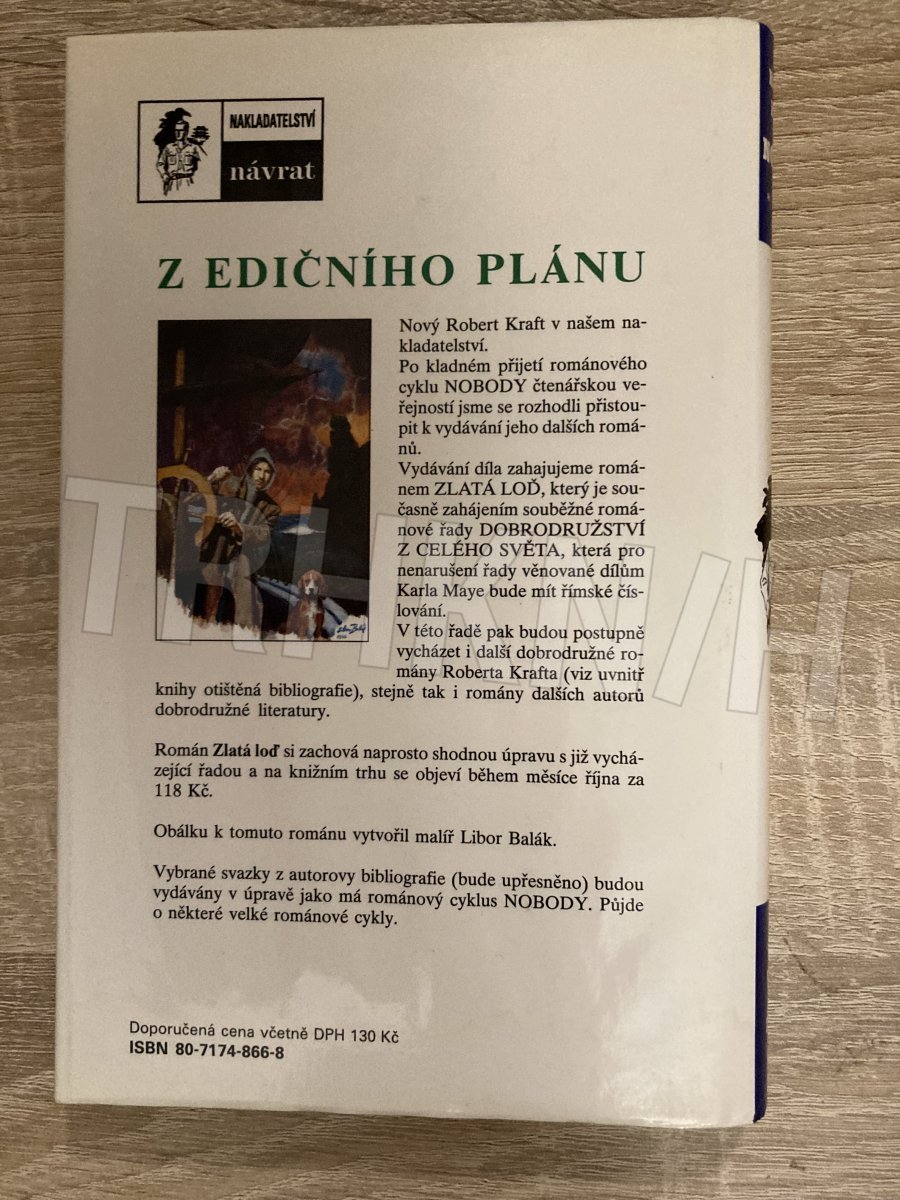 NAKLADATELSTVÍ
návrat
Z EDIČNÍHO PLÁNU
Nový Robert Kraft v našem na-
kladatelství.
Po kladném přijetí románového
cyklu NOBODY čtenářskou ve-
řejností jsme se rozhodli přistou-
pit k vydávání jeho dalších romá-
nů.
Vydávání díla zahajujeme romá-
nem ZLATÁ LOĎ, který je sou-
časně zahájením souběžné romá-
nové řady DOBRODRUŽSTVÍ
Z CELÉHO SVĚTA, která pro
nenarušení řady věnované dílům
Karla Maye bude mít římské čís-
lování.
V této řadě pak budou postupně
vycházet i další dobrodružné ro-
mány Roberta Krafta (viz uvnitř
knihy otištěná bibliografie), stejně tak i romány dalších autorů
dobrodružné literatury.
Román Zlatá loď si zachová naprosto shodnou úpravu s již vychá-
zející řadou a na knižním trhu se objeví během měsíce října za
118 Kč.
Obálku k tomuto románu vytvořil malíř Libor Balák.
Vybrané svazky z autorovy bibliografie (bude upřesněno) budou
vydávány v úpravě jako má románový cyklus NOBODY. Půjde
o některé velké románové cykly.
Doporučená cena včetně DPH 130 Kč
ISBN 80-7174-866-8
TRHKNIH